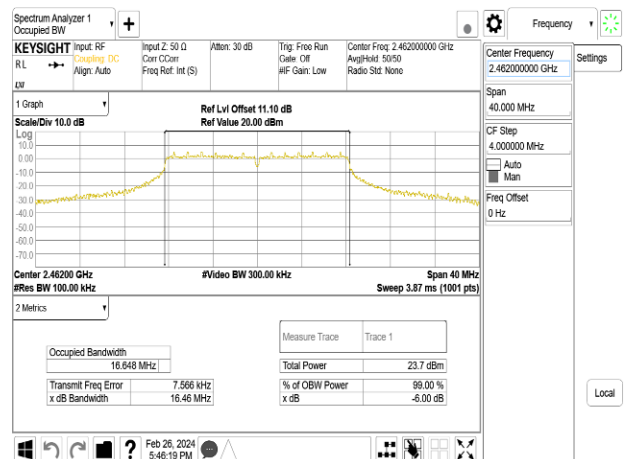 Spectrum Analyzer 1
Occupied BW
+
Frequency
KEYSIGHT
RL
Input: RF
Coupling: DC
Align: Auto
Input Z: 50 Ω
Corr CCorr
Freq Ref: Int (S)
Atten: 30 dB
Trig: Free Run
Gate: Off
#IF Gain: Low
Center Freq: 2.462000000 GHz
Avg|Hold: 50/50
Radio Std: None
Center Frequency
2.462000000 GHz
Settings
Span
40.000 MHz
CF Step
4.000000 MHz
Auto
Man
Freq Offset
0 Hz
Local
1 Graph
Scale/Div 10.0 dB
Ref Lvl Offset 11.10 dB
Ref Value 20.00 dBm
Log
10.0
0.00
-10.0
-20.0
-30.0
-40.0
-50.0
-60.0
-70.0
Center 2.46200 GHz
#Res BW 100.00 kHz
#Video BW 300.00 kHz
Span 40 MHz
Sweep 3.87 ms (1001 pts)
2 Metrics
Measure Trace Trace 1
Occupied Bandwidth
16.648 MHz
Total Power 23.7 dBm
Transmit Freq Error 7.566 kHz
% of OBW Power 99.00 %
x dB Bandwidth 16.46 MHz
x dB -6.00 dB
?
Feb 26, 2024
5:46:19 PM